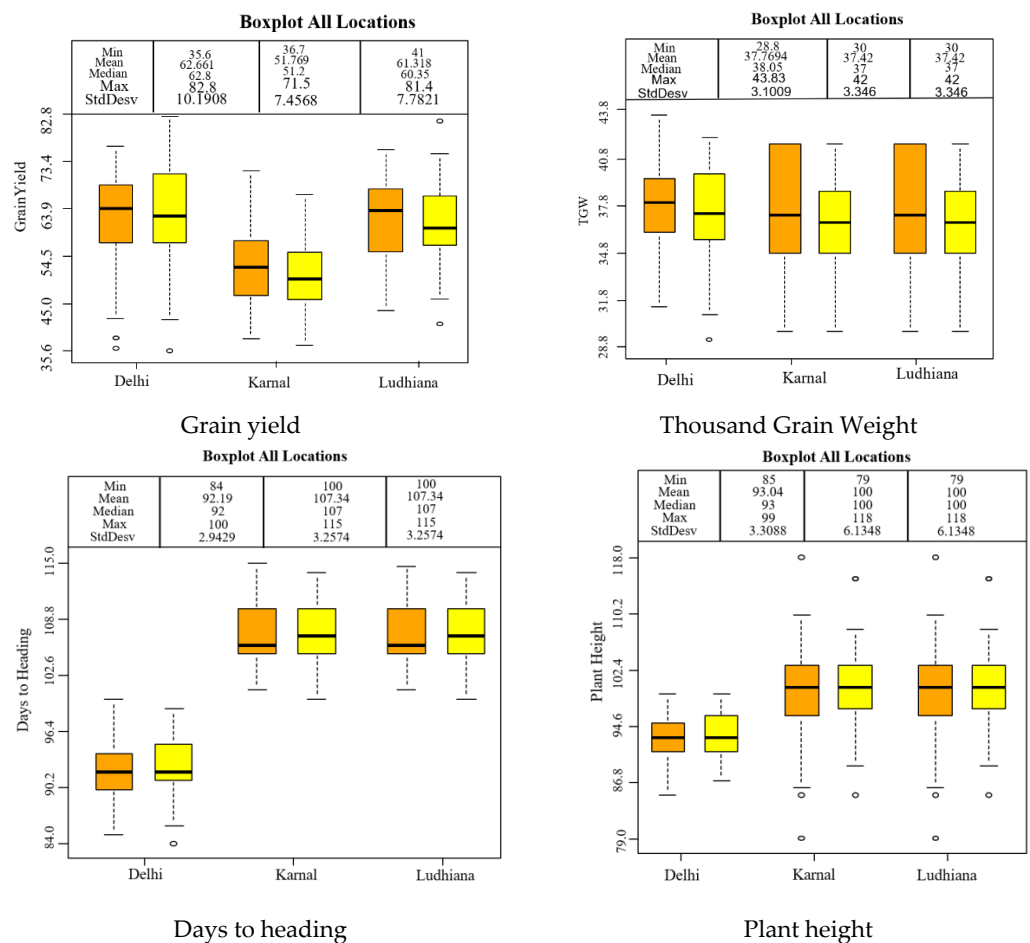 Boxplot All Locations
Min 35.6 36.7 41
Mean 62.661 51.769 61.318
Median 62.8 51.2 60.35
Max 82.8 71.5 81.4
StdDesv 10.1908 7.4568 7.7821
GrainYield
82.8
73.4
63.9
54.5
45.0
35.6
Delhi Karnal Ludhiana
Grain yield
Boxplot All Locations
Min 28.8 30 30
Mean 37.7694 37.42 37.42
Median 38.05 37 37
Max 43.83 42 42
StdDesv 3.1009 3.346 3.346
TGW
43.8
40.8
37.8
34.8
31.8
28.8
Delhi Karnal Ludhiana
Thousand Grain Weight
Boxplot All Locations
Min 84 100 100
Mean 92.19 107.34 107.34
Median 92 107 107
Max 100 115 115
StdDesv 2.9429 3.2574 3.2574
Days to Heading
115.0
108.8
102.6
96.4
90.2
84.0
Delhi Karnal Ludhiana
Days to heading
Boxplot All Locations
Min 85 79 79
Mean 93.04 100 100
Median 93 100 100
Max 99 118 118
StdDesv 3.3088 6.1348 6.1348
Plant Height
118.0
110.2
102.4
94.6
86.8
79.0
Delhi Karnal Ludhiana
Plant height